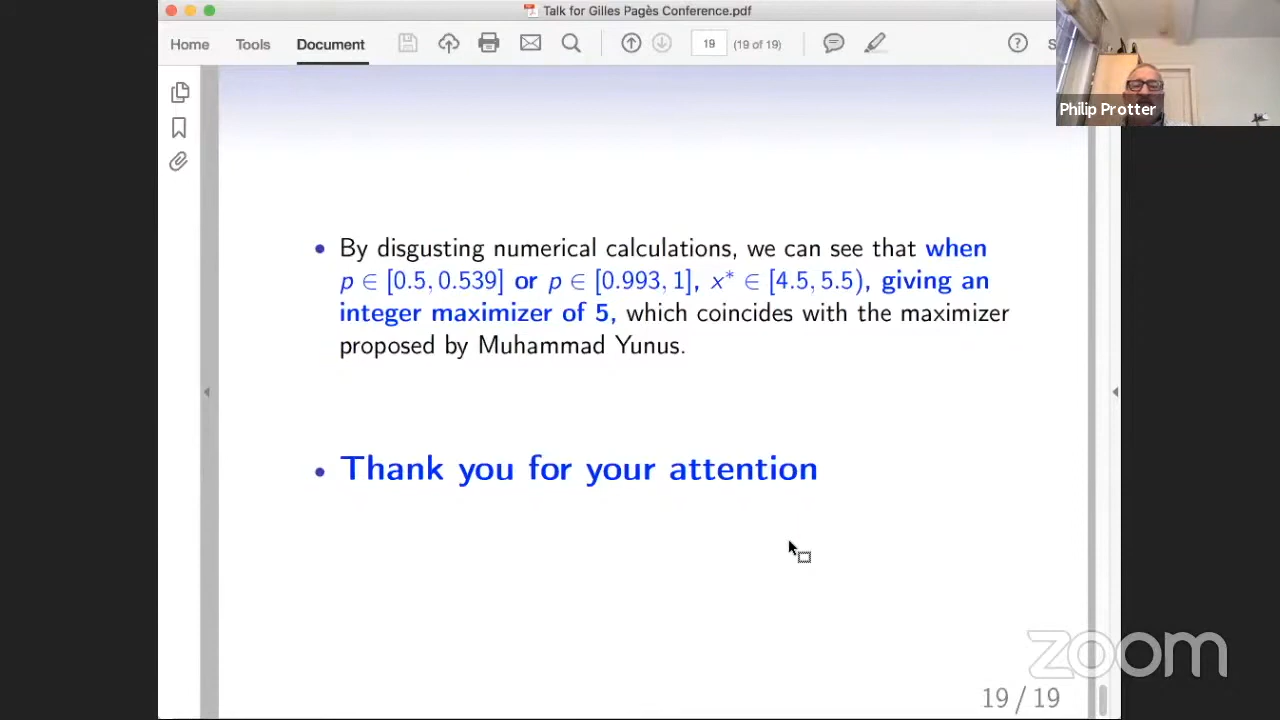 Talk for Gilles Pagès Conference.pdf
Home Tools Document 19 (19 of 19) S
Philip Protter
• By disgusting numerical calculations, we can see that when
p ∈ [0.5, 0.539] or p ∈ [0.993, 1], x* ∈ [4.5, 5.5), giving an
integer maximizer of 5, which coincides with the maximizer
proposed by Muhammad Yunus.
• Thank you for your attention
zoom
19 / 19